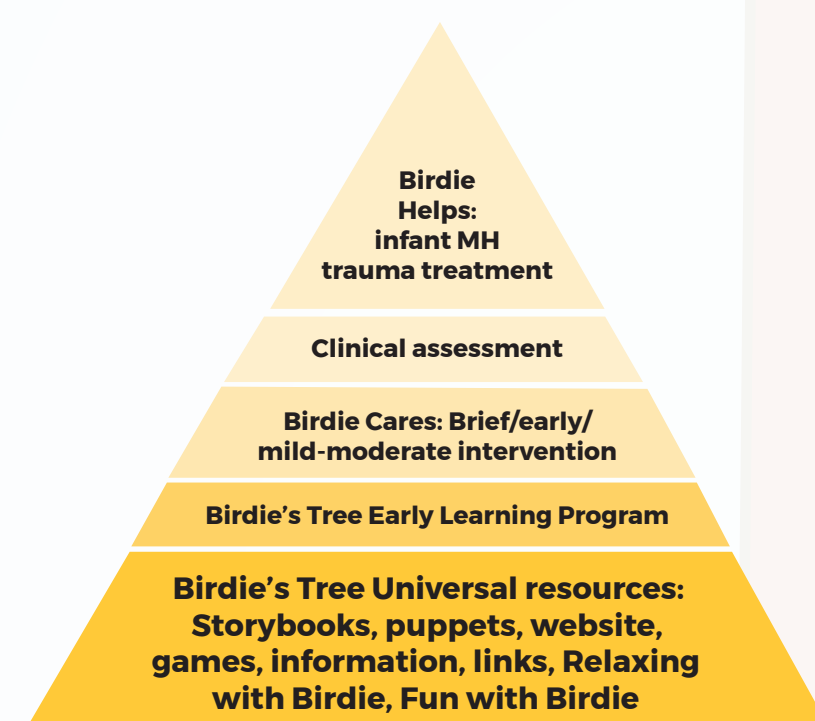 Birdie
Helps:
infant MH
trauma treatment
Clinical assessment
Birdie Cares: Brief/early/
mild-moderate intervention
Birdie’s Tree Early Learning Program
Birdie’s Tree Universal resources:
Storybooks, puppets, website,
games, information, links, Relaxing
with Birdie, Fun with Birdie